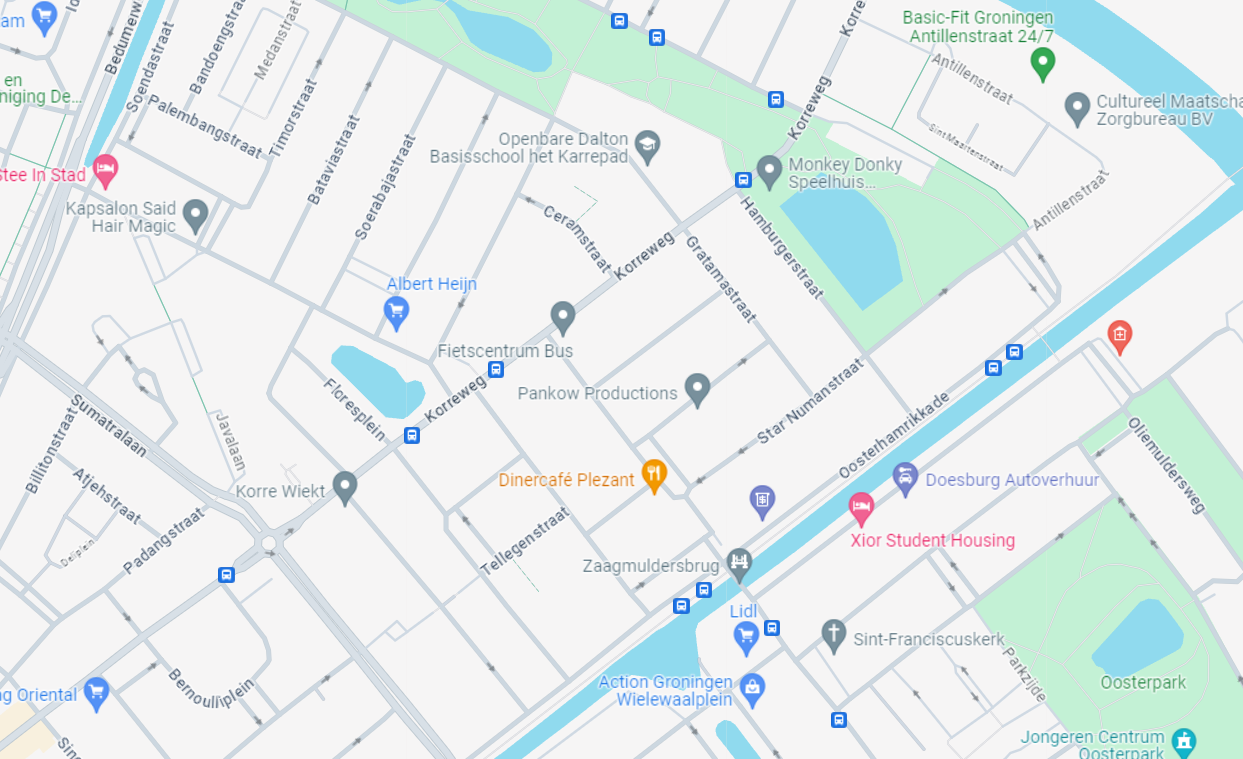 Basic-Fit Groningen
Antillenstraat 24/7
am
Bedumerw
Soendastraat
Bandoengstraat
Medanstraat
Korre
Antillenstraat
en
niging De...
Palembangstraat
Timorstraat
Korreweg
Cultureel Maatscha
Zorgbureau BV
Sint Maartenstraat
Openbare Dalton
Basisschool het Karrepad
Bataviastraat
Soerabajastraat
Monkey Donky
Speelhuis...
Stee In Stad
Antillenstraat
Kapsalon Said
Hair Magic
Ceramstraat
Korreweg
Gratamastraat
Hamburgerstraat
Albert Heijn
Fietscentrum Bus
Floresplein
Korreweg
Pankow Productions
Star Numanstraat
Sumatralaan
Javalaan
Oosterhamrikkade
Billitonstraat
Oliemuldersweg
Atjehstraat
Korre Wiekt
Dinercafé Plezant
Doesburg Autoverhuur
Deliplein
Padangstraat
Tellegenstraat
Xior Student Housing
Zaagmuldersbrug
Lidl
Sint-Franciscuskerk
Parkzijde
Bernoulliplein
Action Groningen
Wielewaalplein
Oosterpark
ng Oriental
Jongeren Centrum
Oosterpark
Sing